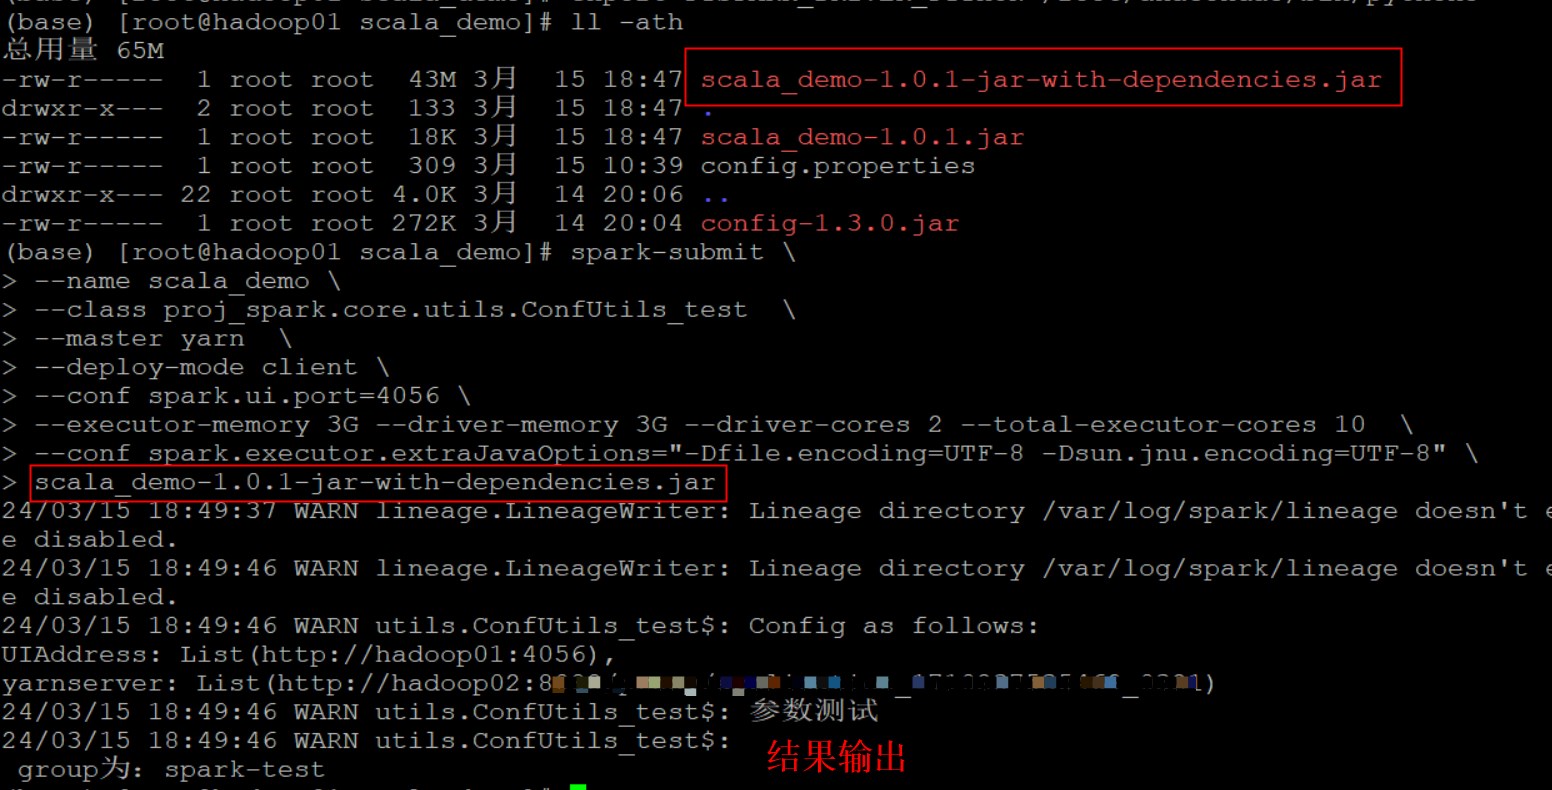 (base) [root@hadoop01 scala_demo]# ll -ath
总用量 65M
-rw-r----- 1 root root 43M 3月 15 18:47 scala_demo-1.0.1-jar-with-dependencies.jar
drwxr-x--- 2 root root 133 3月 15 18:47 .
-rw-r----- 1 root root 18K 3月 15 18:47 scala_demo-1.0.1.jar
-rw-r----- 1 root root 309 3月 15 10:39 config.properties
drwxr-x--- 22 root root 4.0K 3月 14 20:06 ..
-rw-r----- 1 root root 272K 3月 14 20:04 config-1.3.0.jar
(base) [root@hadoop01 scala_demo]# spark-submit \
> --name scala_demo \
> --class proj_spark.core.utils.ConfUtils_test \
> --master yarn \
> --deploy-mode client \
> --conf spark.ui.port=4056 \
> --executor-memory 3G --driver-memory 3G --driver-cores 2 --total-executor-cores 10 \
> --conf spark.executor.extraJavaOptions="-Dfile.encoding=UTF-8 -Dsun.jnu.encoding=UTF-8" \
> scala_demo-1.0.1-jar-with-dependencies.jar
24/03/15 18:49:37 WARN lineage.LineageWriter: Lineage directory /var/log/spark/lineage doesn't e
e disabled.
24/03/15 18:49:46 WARN lineage.LineageWriter: Lineage directory /var/log/spark/lineage doesn't e
e disabled.
24/03/15 18:49:46 WARN utils.ConfUtils_test$: Config as follows:
UIAddress: List(http://hadoop01:4056),
yarnserver: List(http://hadoop02:8
24/03/15 18:49:46 WARN utils.ConfUtils_test$: 参数测试
24/03/15 18:49:46 WARN utils.ConfUtils_test$:
结果输出
group为: spark-test